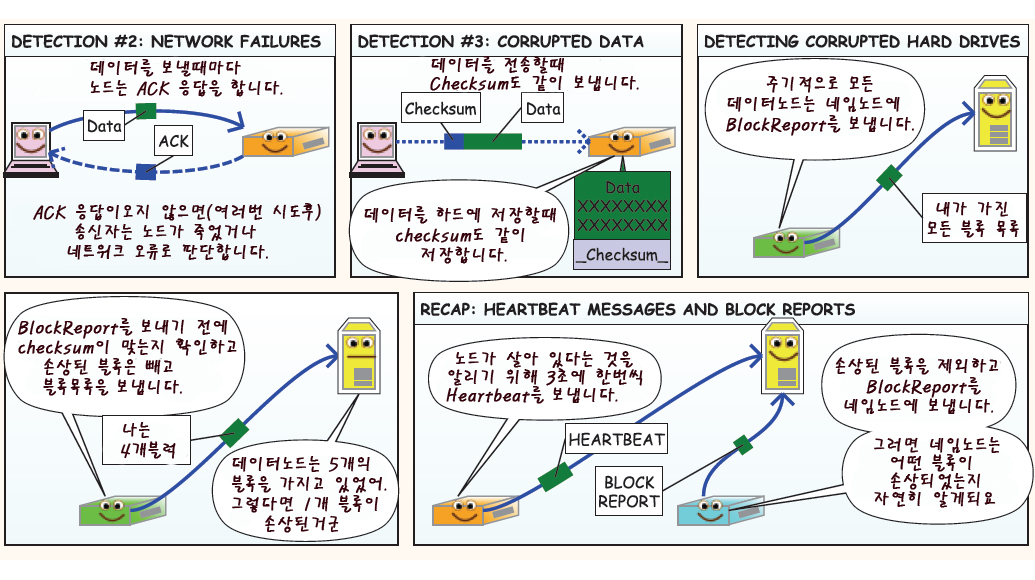 DETECTION #2: NETWORK FAILURES
데이터를 보낼때마다
노드는 ACK 응답을 합니다.
Data
ACK
ACK 응답이오지 않으면(여러번 시도후)
송신자는 노드가 죽었거나
네트워크 오류로 판단합니다.
DETECTION #3: CORRUPTED DATA
데이터를 전송할때
Checksum도 같이 보냅니다.
Checksum
Data
데이터를 하드에 저장할때
checksum도 같이
저장합니다.
Data
XXXXXXXX
XXXXXXXX
_Checksum_
DETECTING CORRUPTED HARD DRIVES
주기적으로 모든
데이터노드는 네임노드에
BlockReport를 보냅니다.
내가 가진
모든 블록 목록
BlockReport를 보내기 전에
checksum이 맞는지 확인하고
손상된 블록은 빼고
블록목록을 보냅니다.
나는
4개블럭
데이터노드는 5개의
블록을 가지고 있었어.
그렇다면 1개 블록이
손상된거군
RECAP: HEARTBEAT MESSAGES AND BLOCK REPORTS
노드가 살아 있다는 것을
알리기 위해 3초에 한번씩
Heartbeat를 보냅니다.
HEARTBEAT
BLOCK
REPORT
손상된 블록을 제외하고
BlockReport를
네임노드에 보냅니다.
그러면 네임노드는
어떤 블록이
손상되었는지
자연히 알게되요